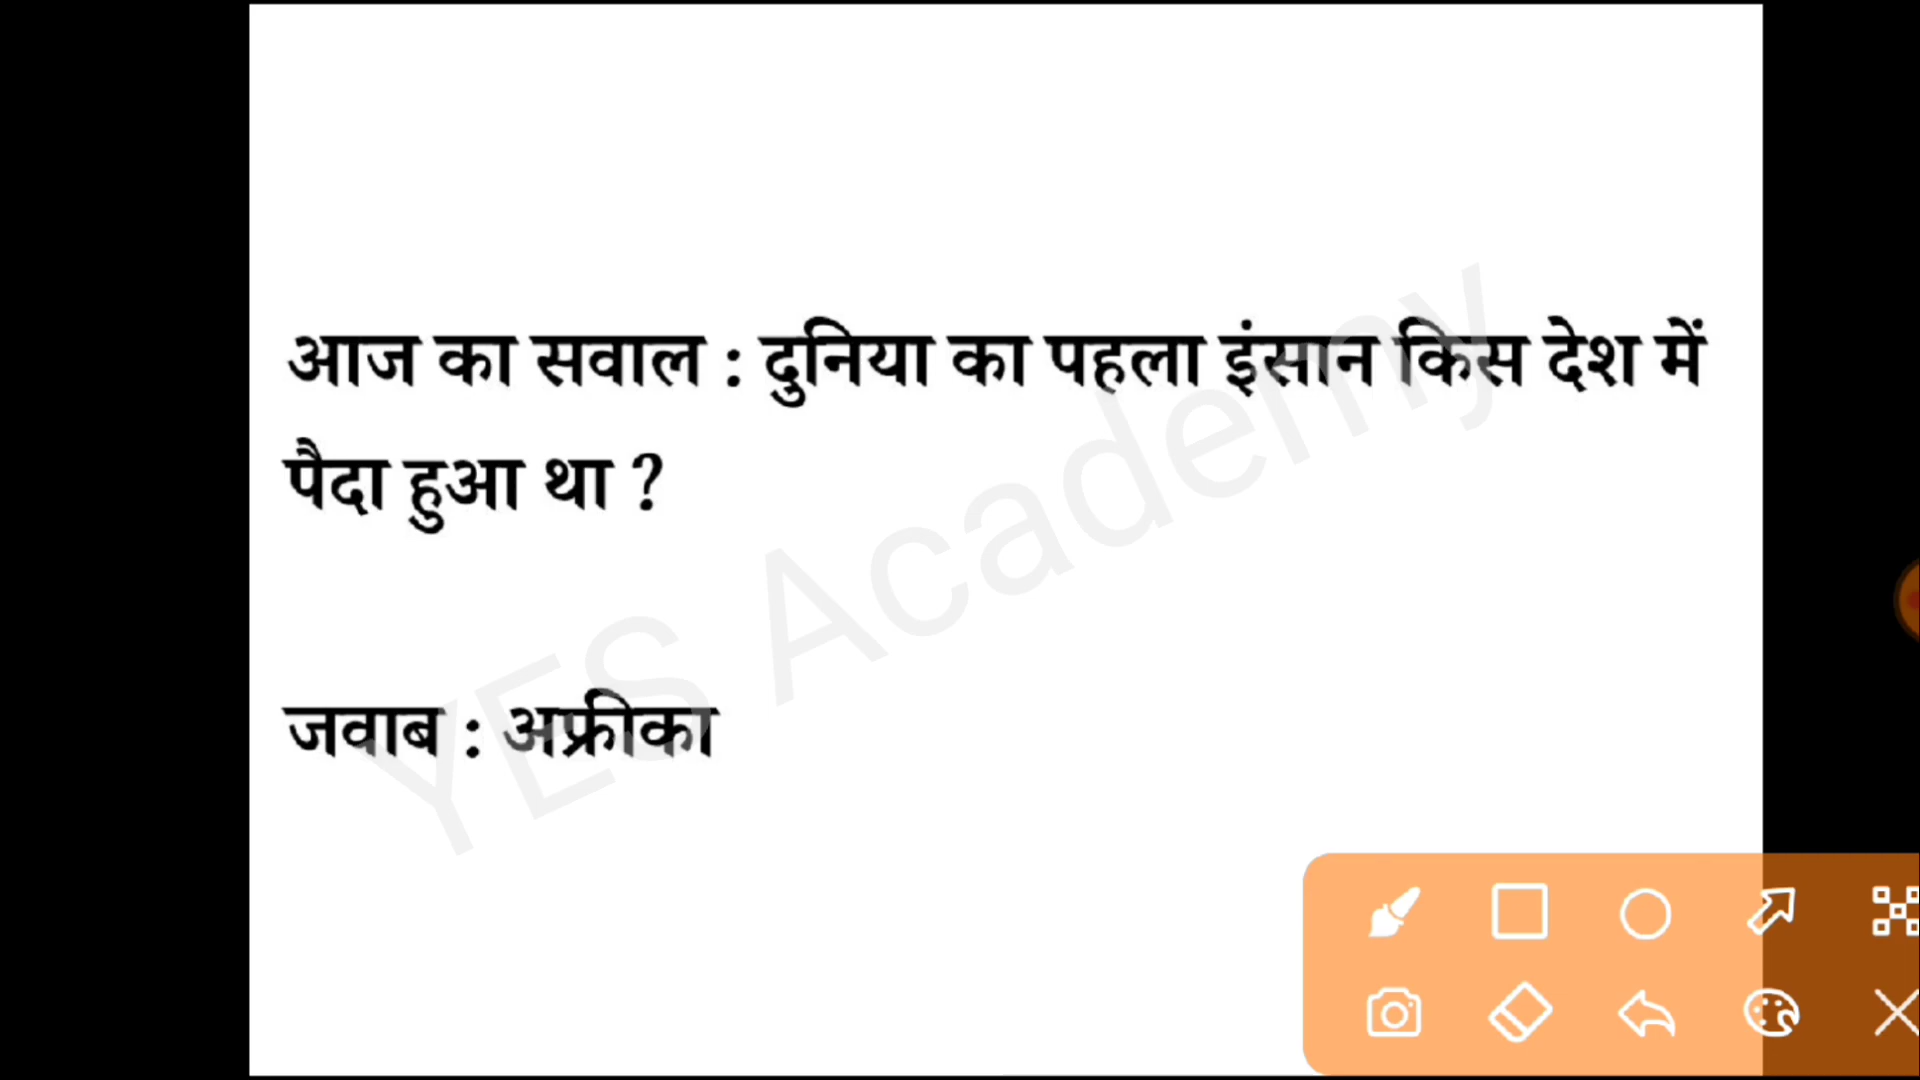 आज का सवाल : दुनिया का पहला इंसान किस देश में
पैदा हुआ था ?
जवाब : अफ्रीका
YES Academy